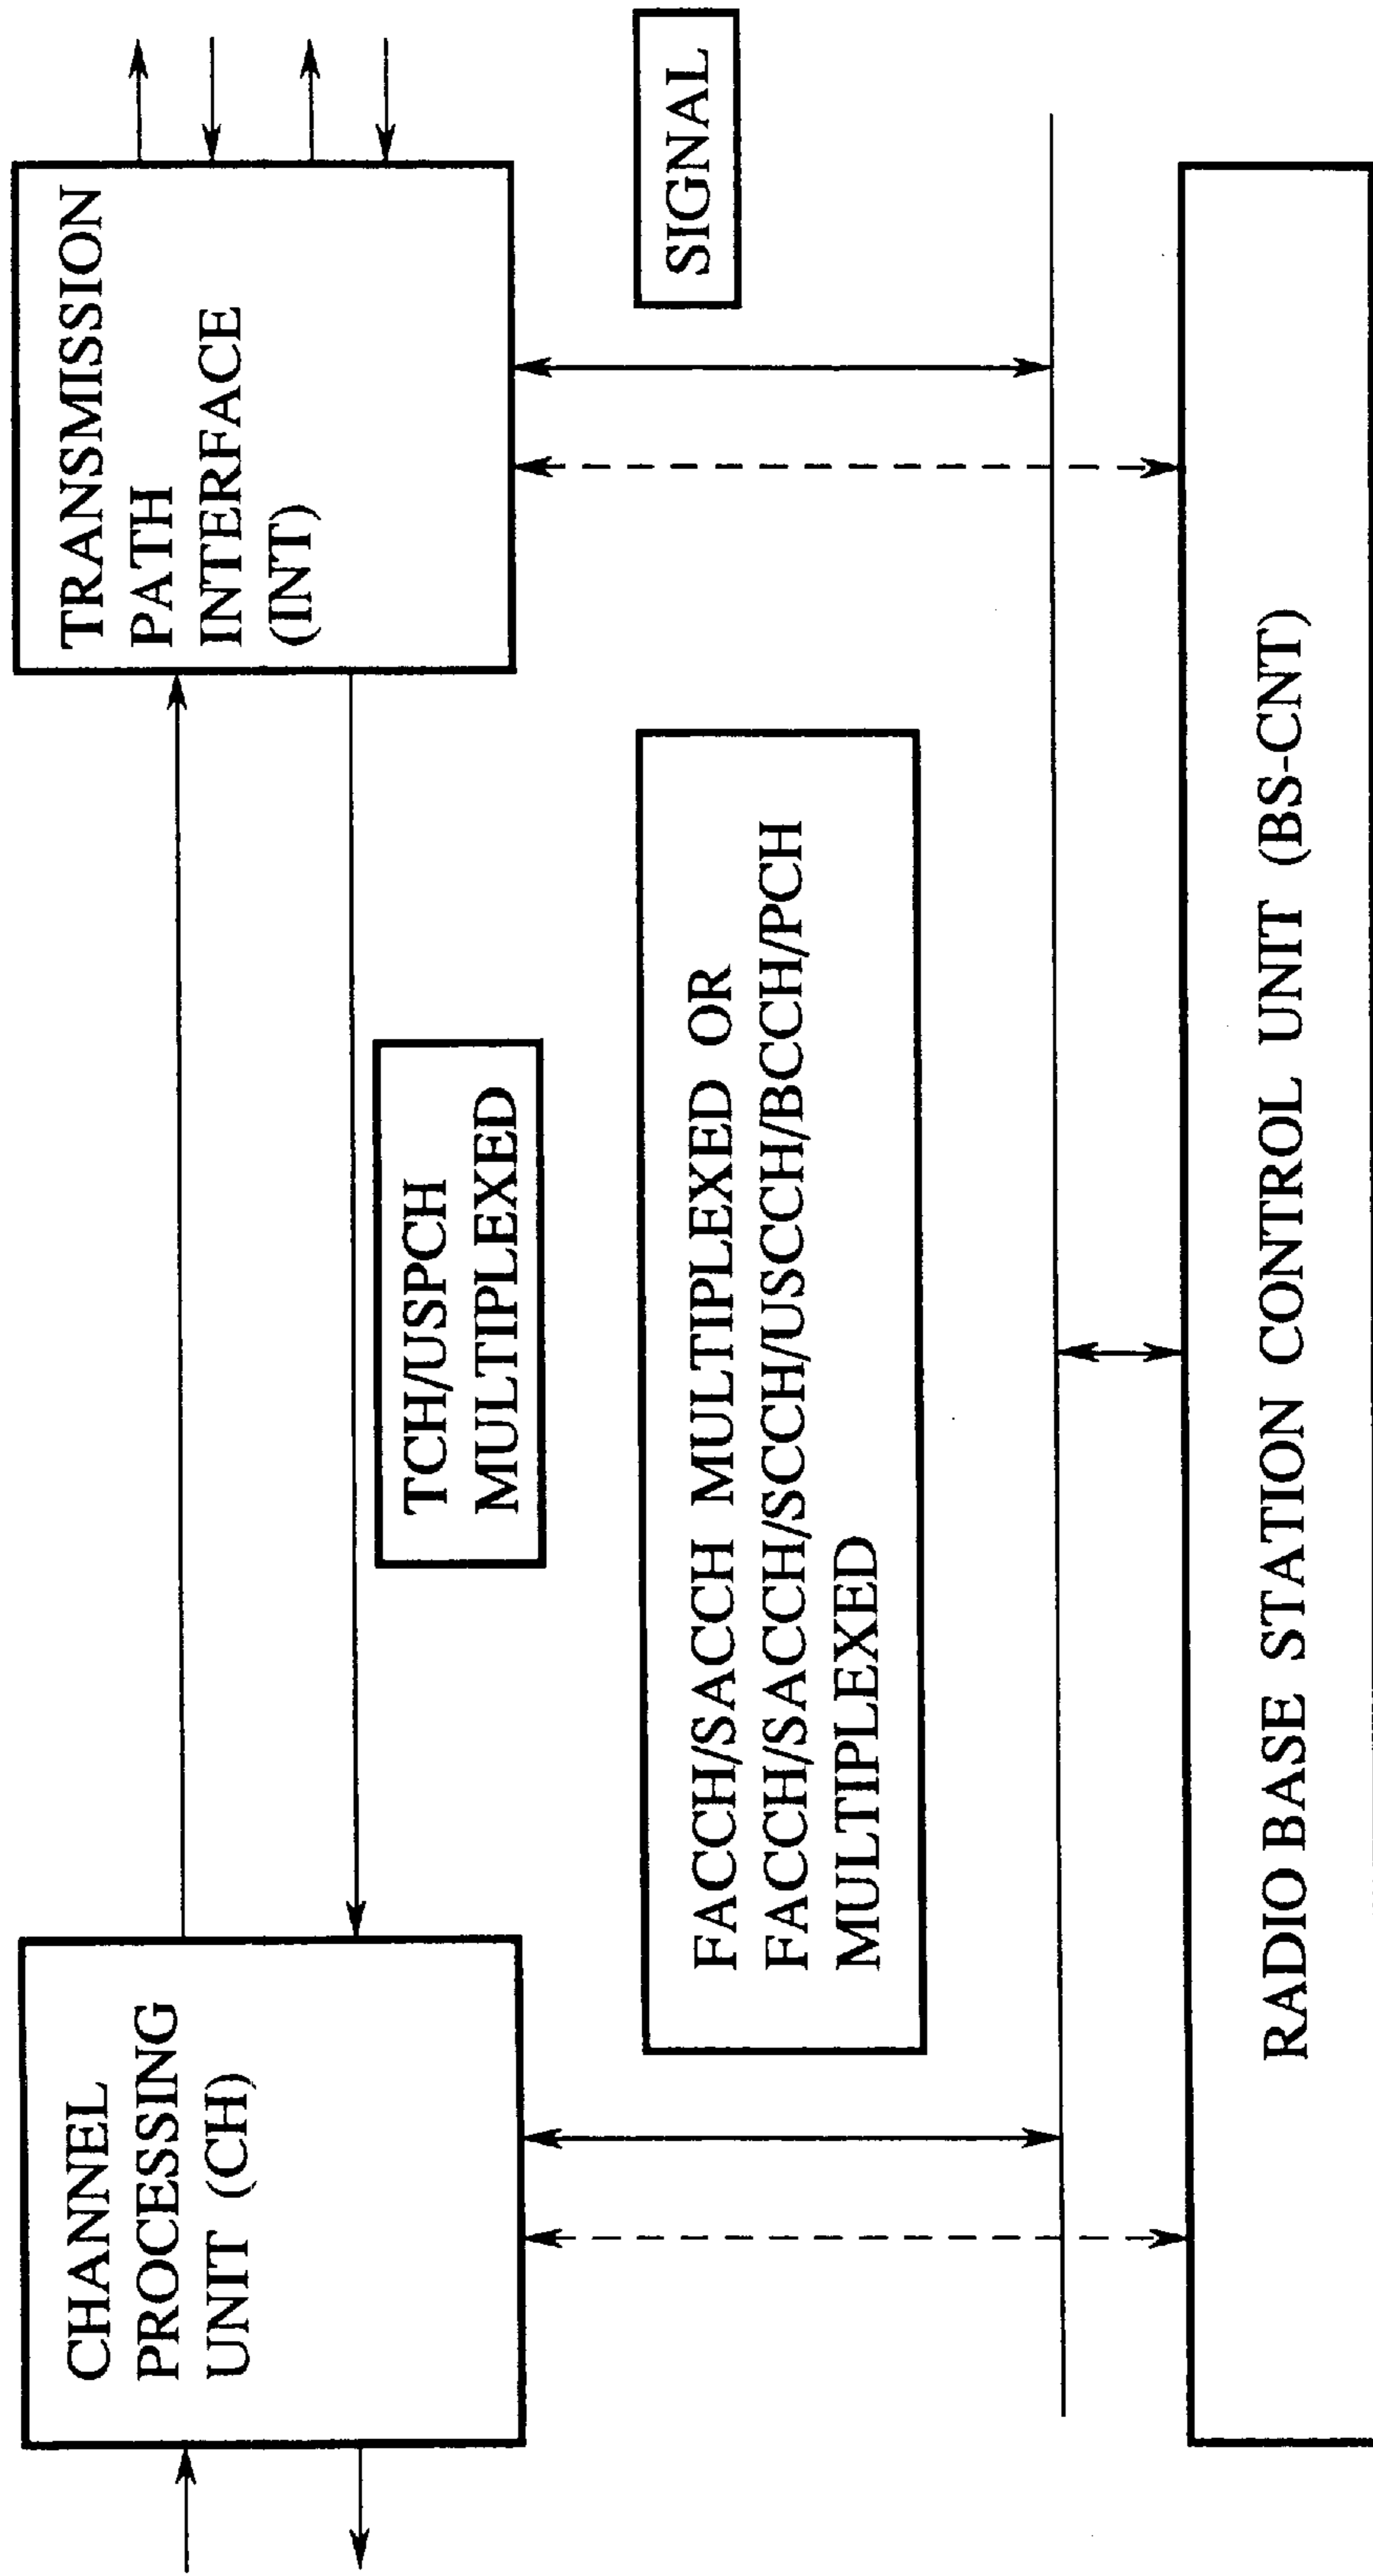 CHANNEL
PROCESSING
UNIT (CH)
TRANSMISSION
PATH
INTERFACE
(INT)
TCH/USPCH
MULTIPLEXED
SIGNAL
FACCH/SACCH MULTIPLEXED OR
FACCH/SACCH/SCCH/USCCH/BCCH/PCH
MULTIPLEXED
RADIO BASE STATION CONTROL UNIT (BS-CNT)